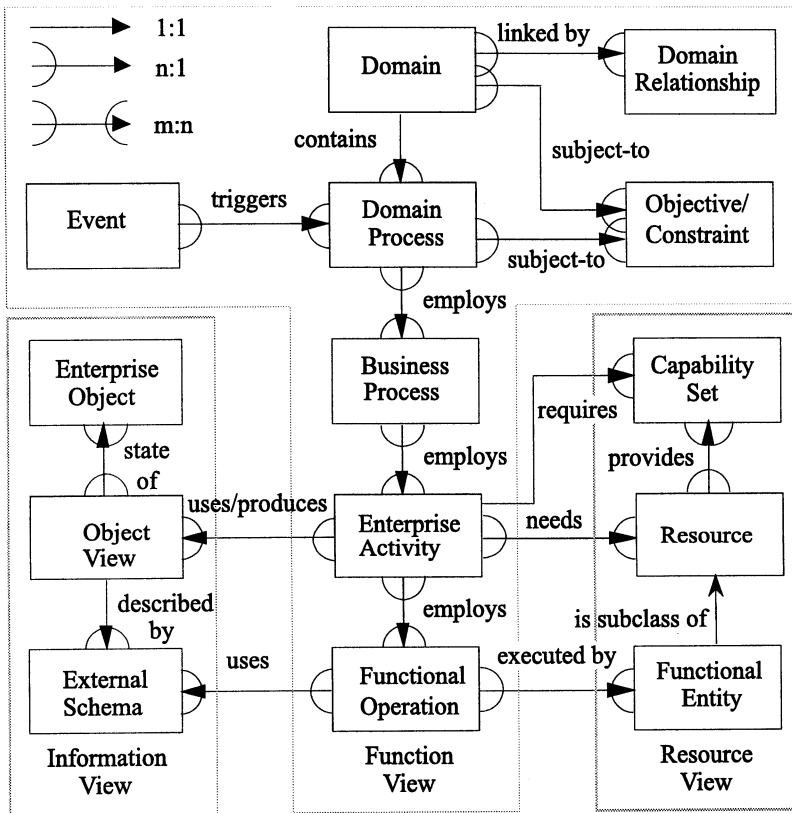 1:1
n:1
m:n
Domain
linked by
Domain
Relationship
contains
subject-to
Event
triggers
Domain
Process
subject-to
Objective/
Constraint
employs
Enterprise
Object
Business
Process
Capability
Set
requires
state
of
employs
provides
Object
View
uses/produces
Enterprise
Activity
needs
Resource
described
by
employs
is subclass of
External
Schema
uses
Functional
Operation
executed by
Functional
Entity
Information
View
Function
View
Resource
View